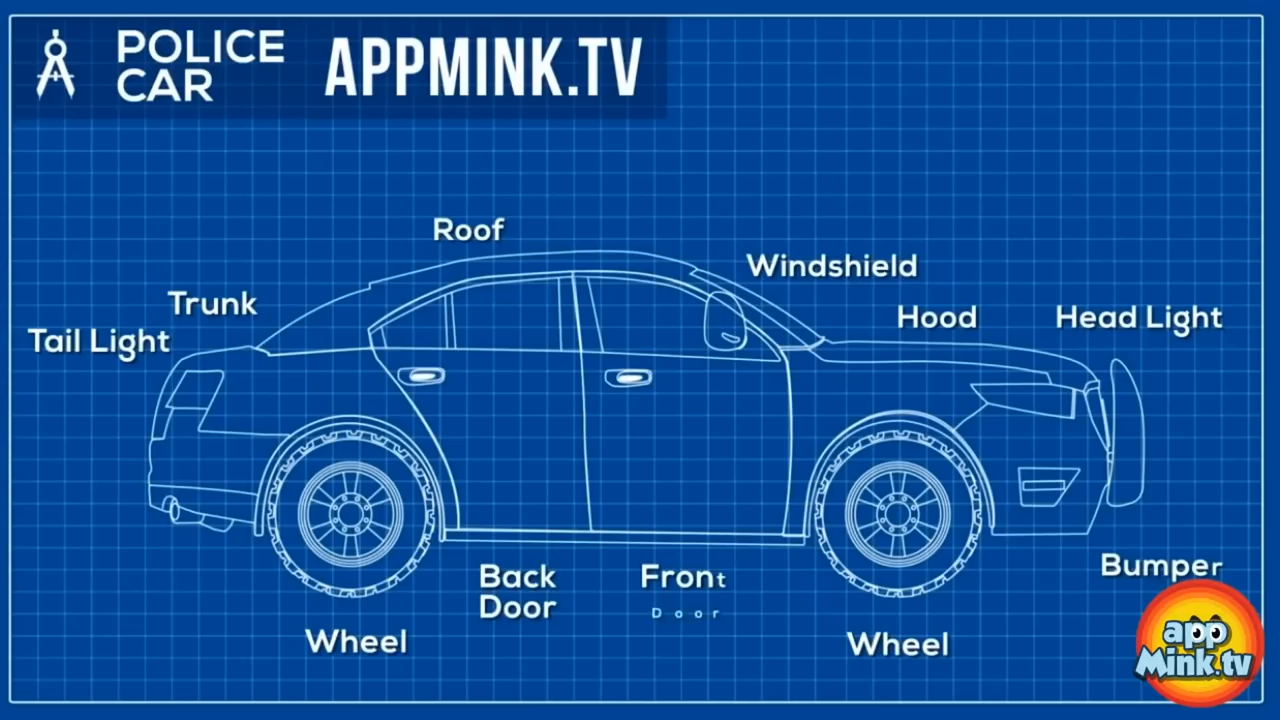 POLICE
CAR
APPMINK.TV
Roof
Windshield
Trunk
Hood
Head Light
Tail Light
Bumper
Back
Door
Front
Door
Wheel
Wheel
app
Mink.tv